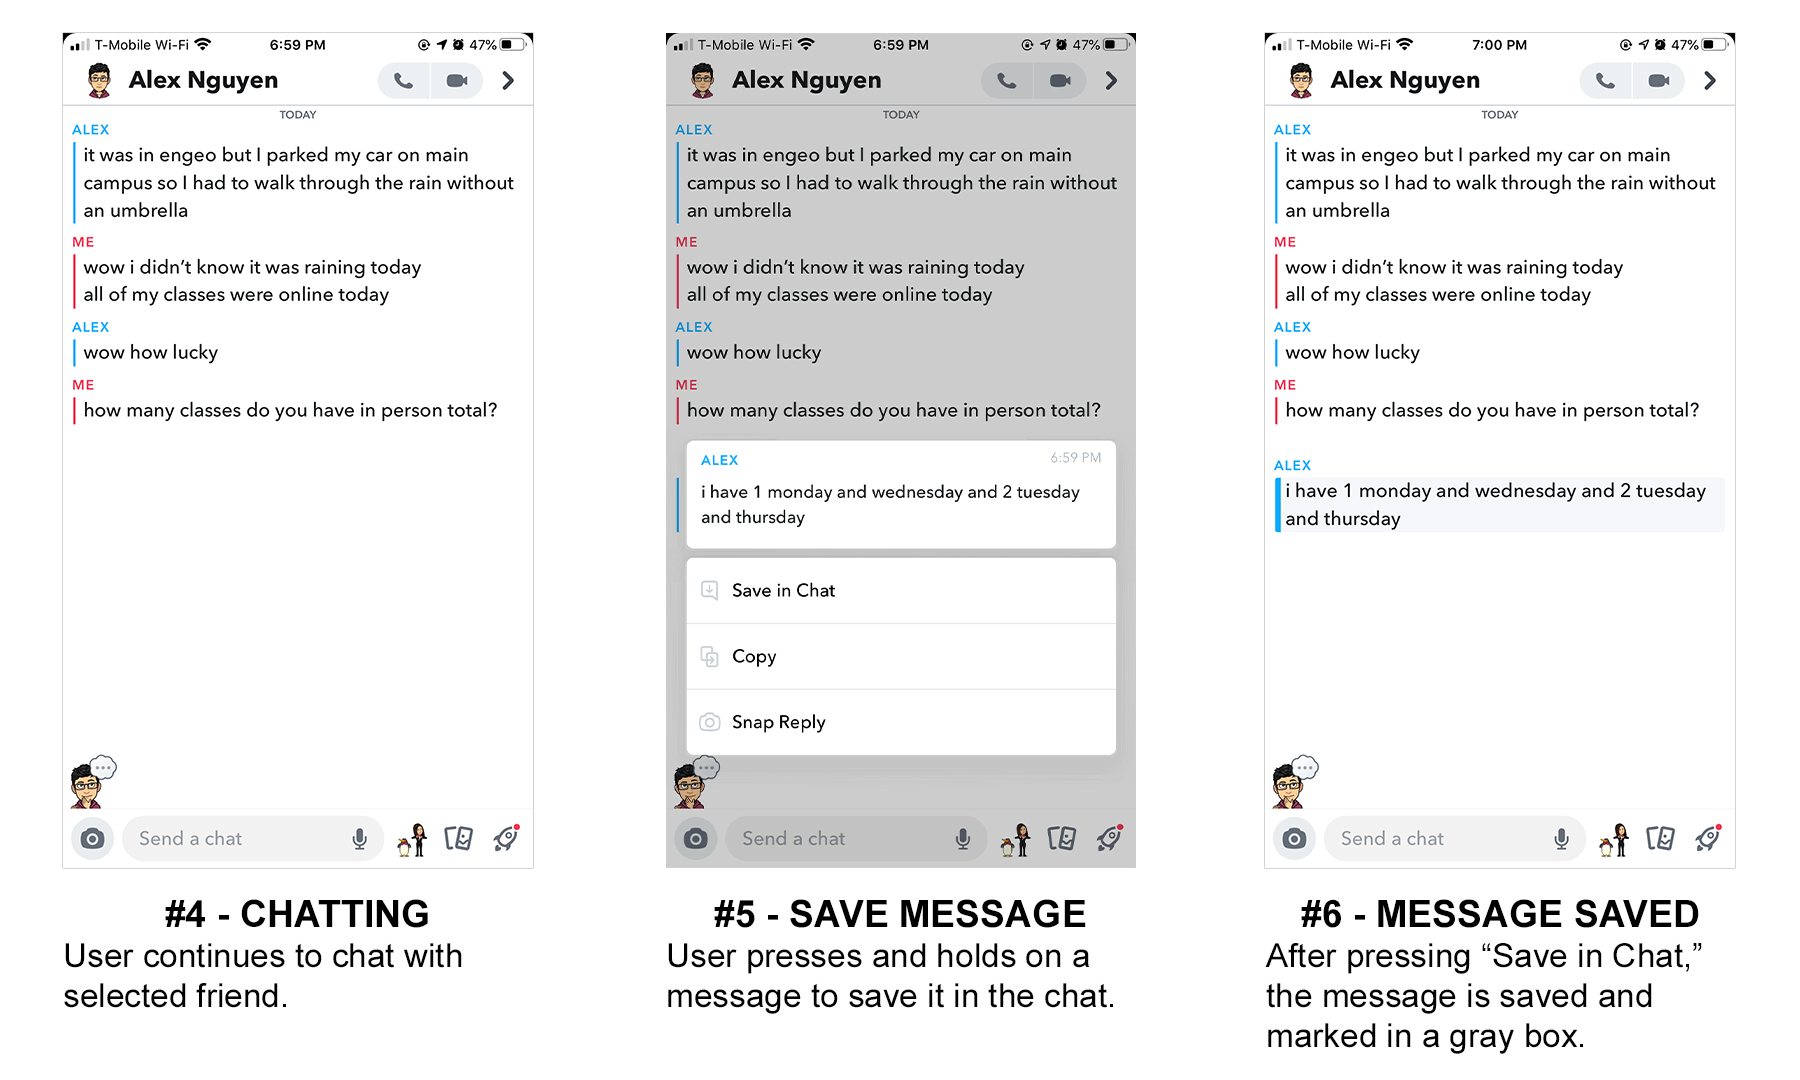 T-Mobile Wi-Fi 6:59 PM 47%
Alex Nguyen
TODAY
ALEX
it was in engeo but I parked my car on main
campus so I had to walk through the rain without
an umbrella
ME
wow i didn’t know it was raining today
all of my classes were online today
ALEX
wow how lucky
ME
how many classes do you have in person total?
Send a chat
#4 - CHATTING
User continues to chat with
selected friend.
T-Mobile Wi-Fi 6:59 PM 47%
Alex Nguyen
TODAY
ALEX
it was in engeo but I parked my car on main
campus so I had to walk through the rain without
an umbrella
ME
wow i didn’t know it was raining today
all of my classes were online today
ALEX
wow how lucky
ME
how many classes do you have in person total?
ALEX 6:59 PM
i have 1 monday and wednesday and 2 tuesday
and thursday
Save in Chat
Copy
Snap Reply
Send a chat
#5 - SAVE MESSAGE
User presses and holds on a
message to save it in the chat.
T-Mobile Wi-Fi 7:00 PM 47%
Alex Nguyen
TODAY
ALEX
it was in engeo but I parked my car on main
campus so I had to walk through the rain without
an umbrella
ME
wow i didn’t know it was raining today
all of my classes were online today
ALEX
wow how lucky
ME
how many classes do you have in person total?
ALEX
i have 1 monday and wednesday and 2 tuesday
and thursday
Send a chat
#6 - MESSAGE SAVED
After pressing “Save in Chat,”
the message is saved and
marked in a gray box.